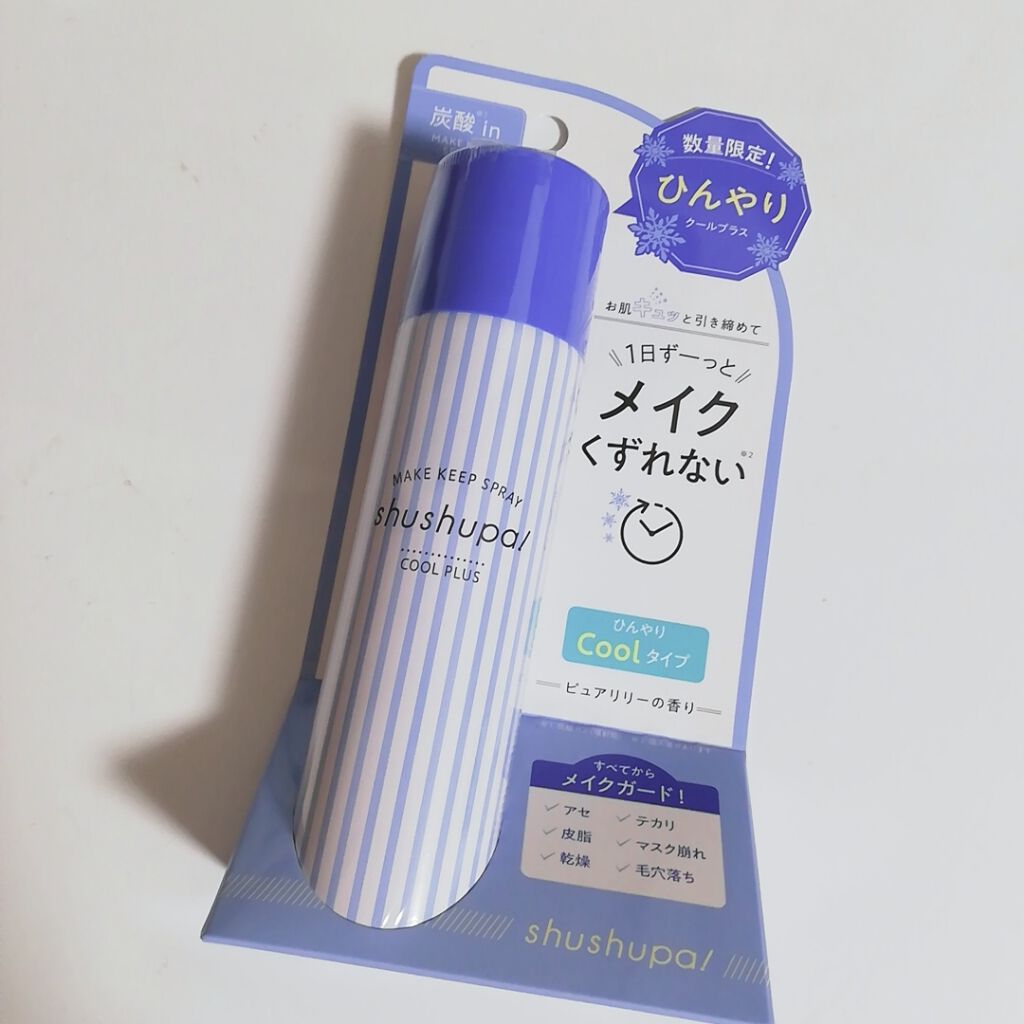 炭酸※1 in
数量限定！
ひんやり
クールプラス
お肌キュッと引き締めて
1日ずーっと
メイク
くずれない※2
MAKE KEEP SPRAY
shushupa!
COOL PLUS
ひんやり
Cool タイプ
ピュアリリーの香り
すべてから
メイクガード！
アセ
テカリ
皮脂
マスク崩れ
乾燥
毛穴落ち
shushupa!